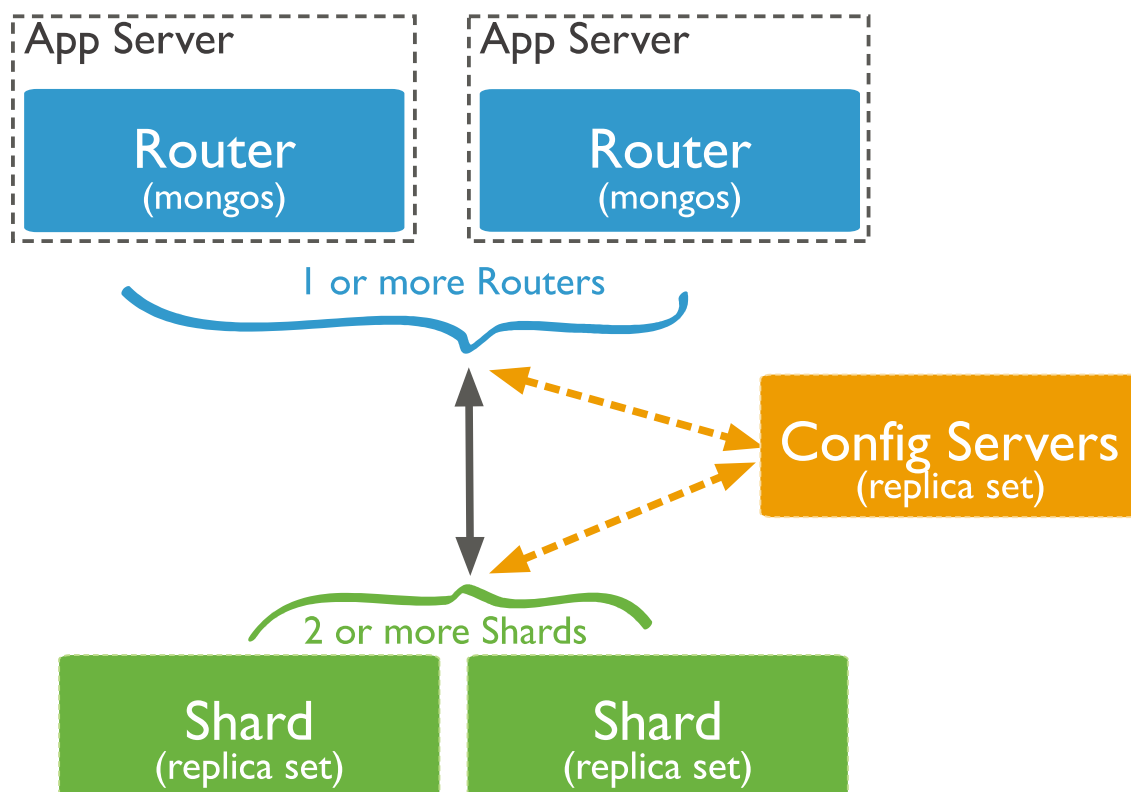 App Server
App Server
Router
(mongos)
Router
(mongos)
1 or more Routers
Config Servers
(replica set)
2 or more Shards
Shard
(replica set)
Shard
(replica set)